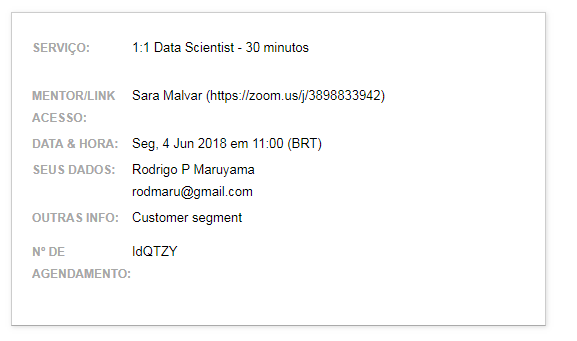 SERVIÇO: 1:1 Data Scientist - 30 minutos
MENTOR/LINK Sara Malvar (https://zoom.us/j/3898833942)
ACESSO:
DATA & HORA: Seg, 4 Jun 2018 em 11:00 (BRT)
SEUS DADOS: Rodrigo P Maruyama
rodmaru@gmail.com
OUTRAS INFO: Customer segment
Nº DE IdQTZY
AGENDAMENTO: